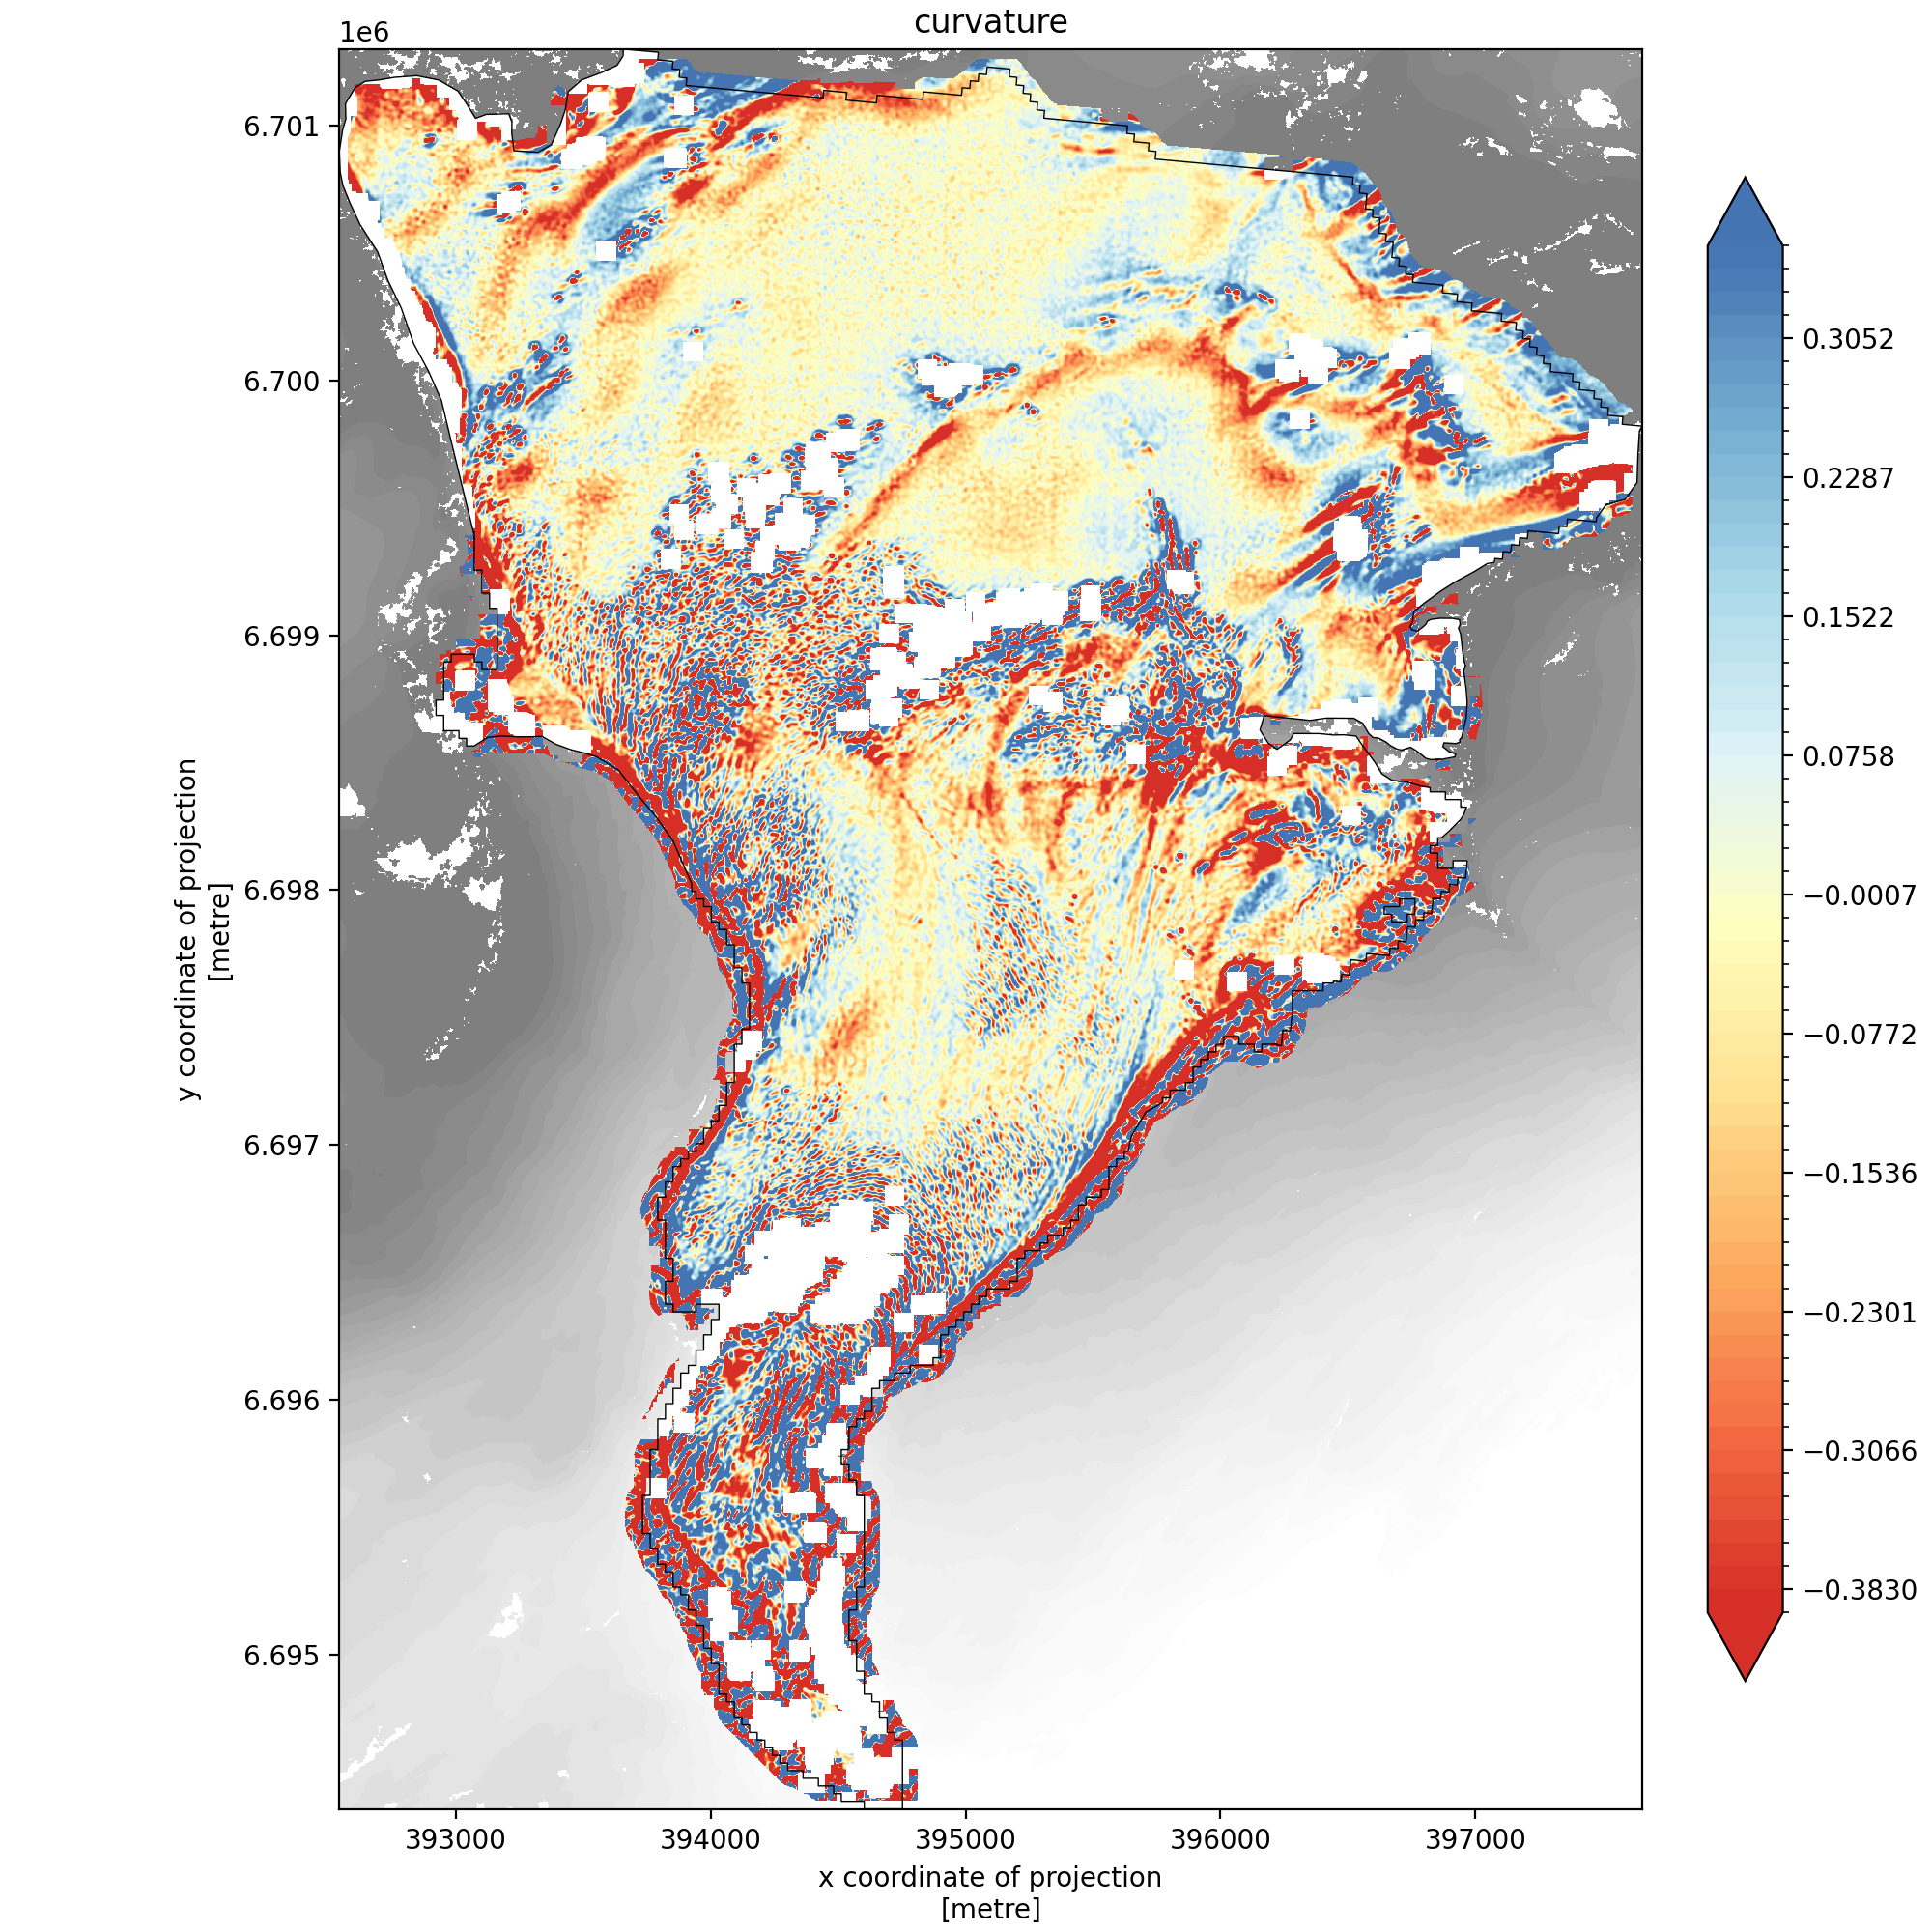 curvature
1e6
6.701
6.700
6.699
6.698
6.697
6.696
6.695
y coordinate of projection
[metre]
393000 394000 395000 396000 397000
x coordinate of projection
[metre]
0.3052
0.2287
0.1522
0.0758
−0.0007
−0.0772
−0.1536
−0.2301
−0.3066
−0.3830